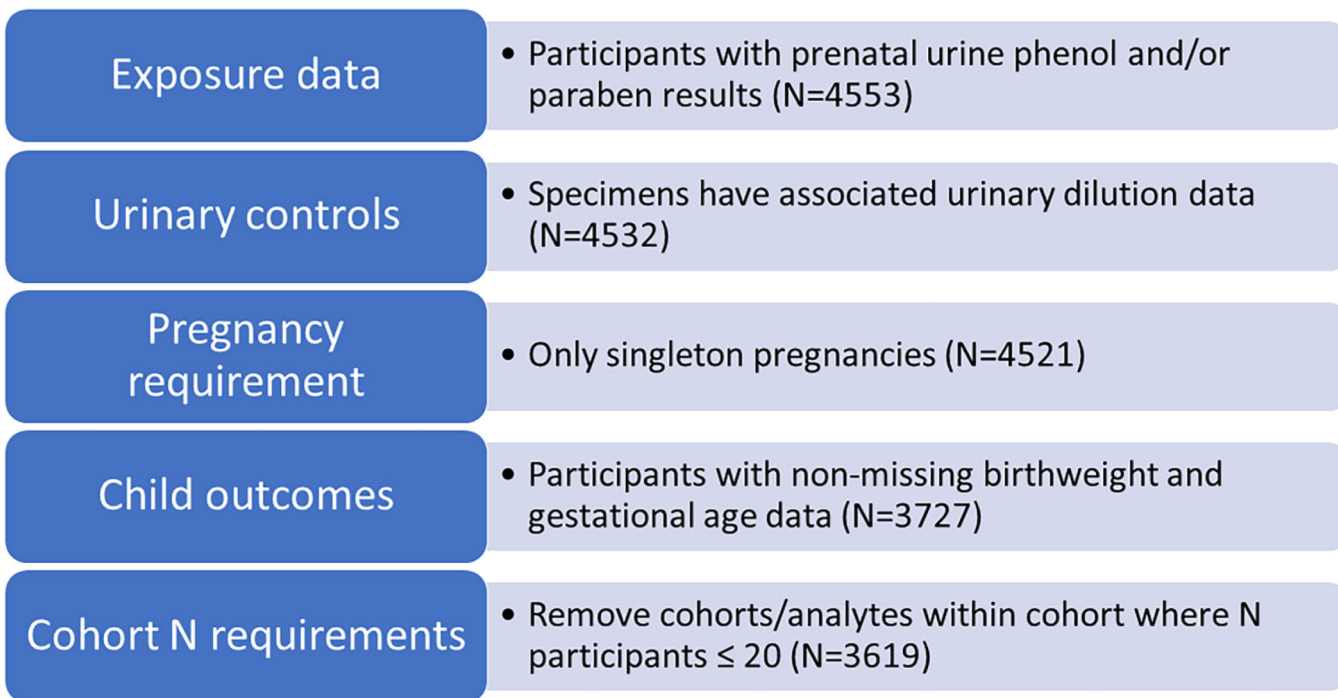 Exposure data
• Participants with prenatal urine phenol and/or
paraben results (N=4553)
Urinary controls
• Specimens have associated urinary dilution data
(N=4532)
Pregnancy
requirement
• Only singleton pregnancies (N=4521)
Child outcomes
• Participants with non-missing birthweight and
gestational age data (N=3727)
Cohort N requirements
• Remove cohorts/analytes within cohort where N
participants ≤ 20 (N=3619)